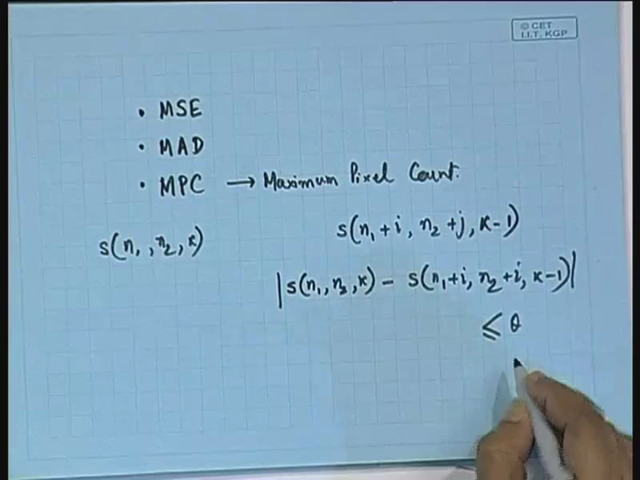 © CET
I.I.T. KGP
• MSE
• MAD
• MPC → Maximum Pixel Count.
s(n₁, n₂, k) s(n₁+i, n₂+j, k-1)
|s(n₁, n₂, k) - s(n₁+i, n₂+i, k-1)|
≤ θ